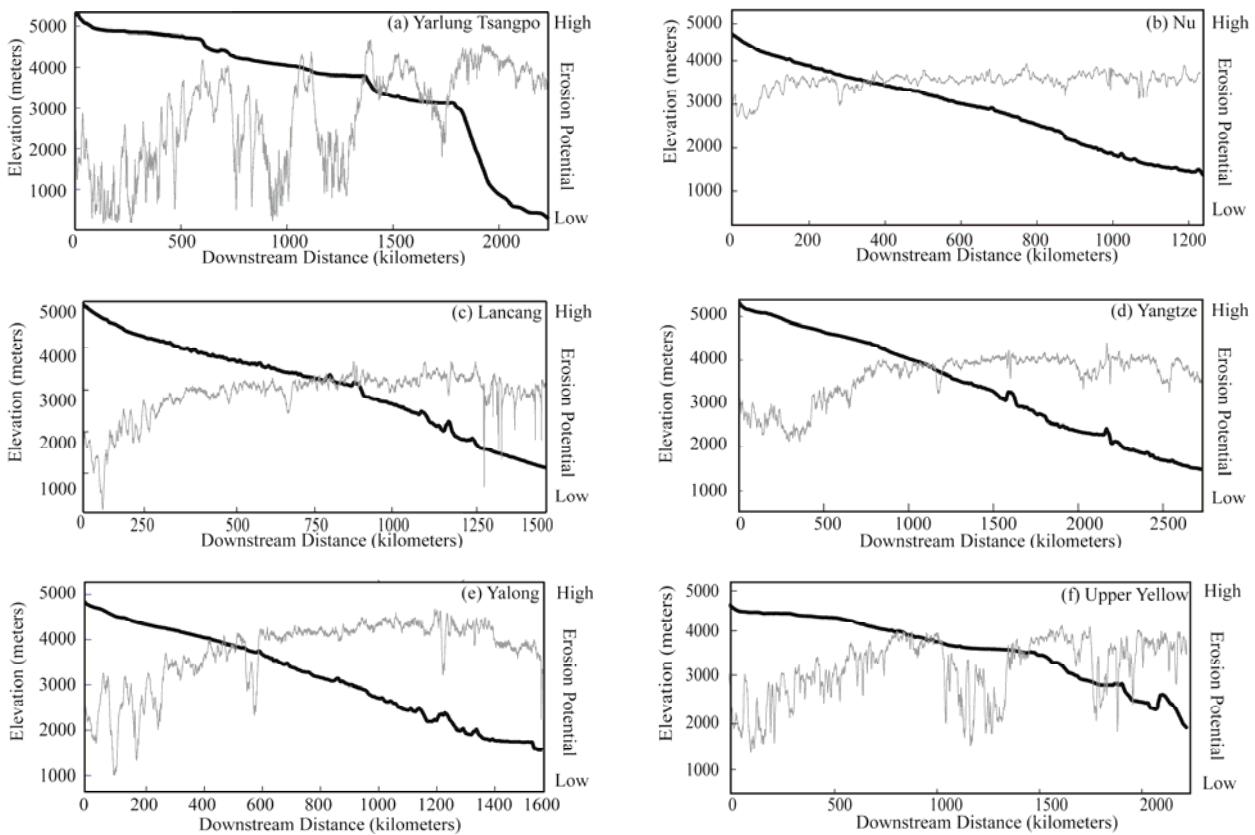 (a) Yarlung Tsangpo
High
5000
4000
3000
2000
1000
Elevation (meters)
Erosion Potential
Low
0 500 1000 1500 2000
Downstream Distance (kilometers)
(b) Nu
High
5000
4000
3000
2000
1000
Elevation (meters)
Erosion Potential
Low
0 200 400 600 800 1000 1200
Downstream Distance (kilometers)
(c) Lancang
High
5000
4000
3000
2000
1000
Elevation (meters)
Erosion Potential
Low
0 250 500 750 1000 1250 1500
Downstream Distance (kilometers)
(d) Yangtze
High
5000
4000
3000
2000
1000
Elevation (meters)
Erosion Potential
Low
0 500 1000 1500 2000 2500
Downstream Distance (kilometers)
(e) Yalong
High
5000
4000
3000
2000
1000
Elevation (meters)
Erosion Potential
Low
0 200 400 600 800 1000 1200 1400 1600
Downstream Distance (kilometers)
(f) Upper Yellow
High
5000
4000
3000
2000
1000
Elevation (meters)
Erosion Potential
Low
0 500 1000 1500 2000
Downstream Distance (kilometers)